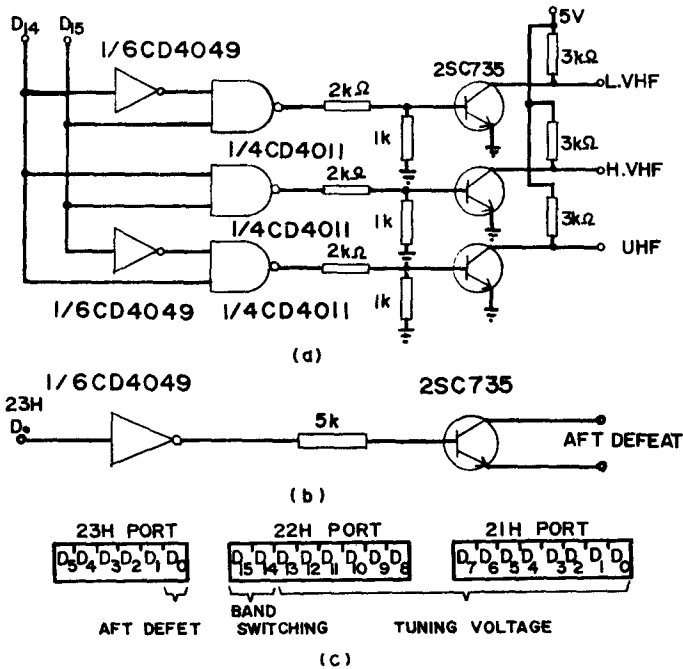 D14 D15 5V
1/6CD4049 2SC735 3kΩ
L.VHF
2kΩ
1k
1/4CD4011 3kΩ
2kΩ H.VHF
1k
1/4CD4011 3kΩ
2kΩ UHF
1k
1/6CD4049 1/4CD4011
(a)
1/6CD4049 2SC735
23H
D0 5k AFT DEFEAT
(b)
23H PORT 22H PORT 21H PORT
D5 D4 D3 D2 D1 D0 D15 D14 D13 D12 D11 D10 D9 D8 D7 D6 D5 D4 D3 D2 D1 D0
AFT DEFET BAND SWITCHING TUNING VOLTAGE
(c)